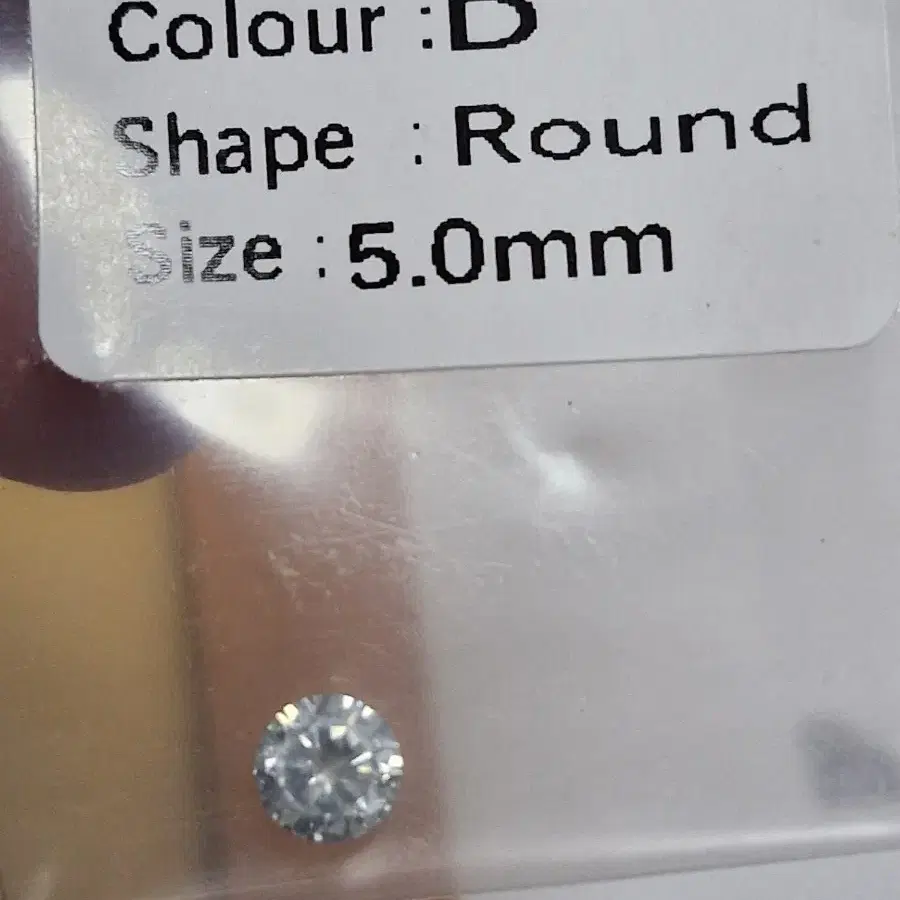 Colour :D
Shape : Round
Size : 5.0mm